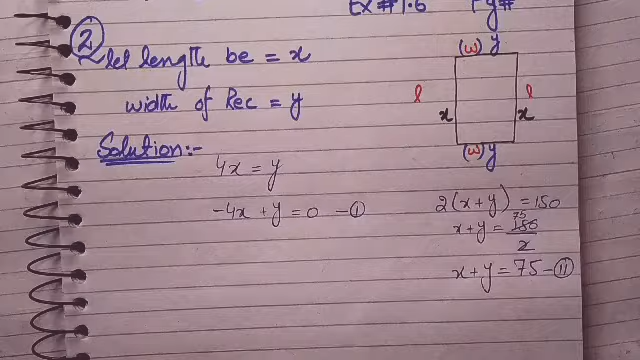 Ex # 1.6 Pg#
② let length be = x
width of Rec = y
Solution:-
4x = y
-4x + y = 0 - ①
(w) y
l l
x x
(w) y
2(x+y) = 150
x+y = 150/2 75
x+y = 75 - ②